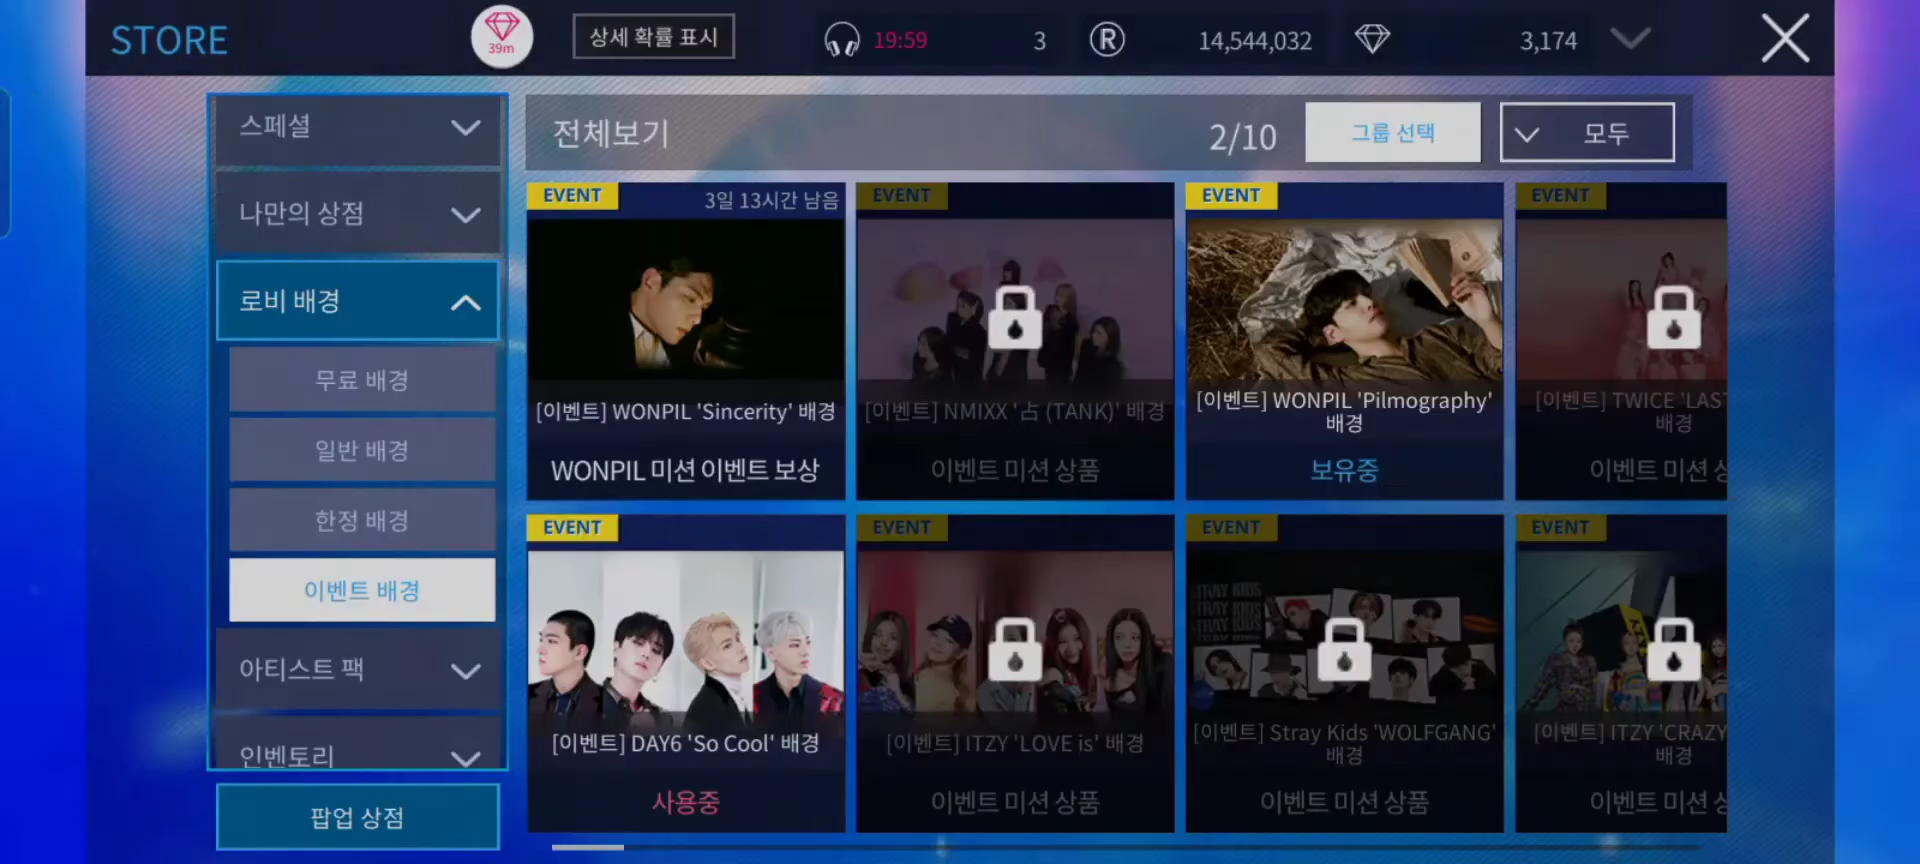 STORE
39m
상세 확률 표시
19:59
3
R
14,544,032
3,174
스페셜
나만의 상점
로비 배경
무료 배경
일반 배경
한정 배경
이벤트 배경
아티스트 팩
인벤토리
팝업 상점
전체보기
2/10
그룹 선택
모두
EVENT
3일 13시간 남음
[이벤트] WONPIL 'Sincerity' 배경
WONPIL 미션 이벤트 보상
EVENT
[이벤트] NMIXX '占 (TANK)' 배경
이벤트 미션 상품
EVENT
[이벤트] WONPIL 'Pilmography'
배경
보유중
EVENT
[이벤트] TWICE 'LAST
배경
이벤트 미션
EVENT
[이벤트] DAY6 'So Cool' 배경
사용중
EVENT
[이벤트] ITZY 'LOVE is' 배경
이벤트 미션 상품
EVENT
STRAY KIDS
STRAY KIDS
[이벤트] Stray Kids 'WOLFGANG'
배경
이벤트 미션 상품
EVENT
[이벤트] ITZY 'CRAZY
배경
이벤트 미션